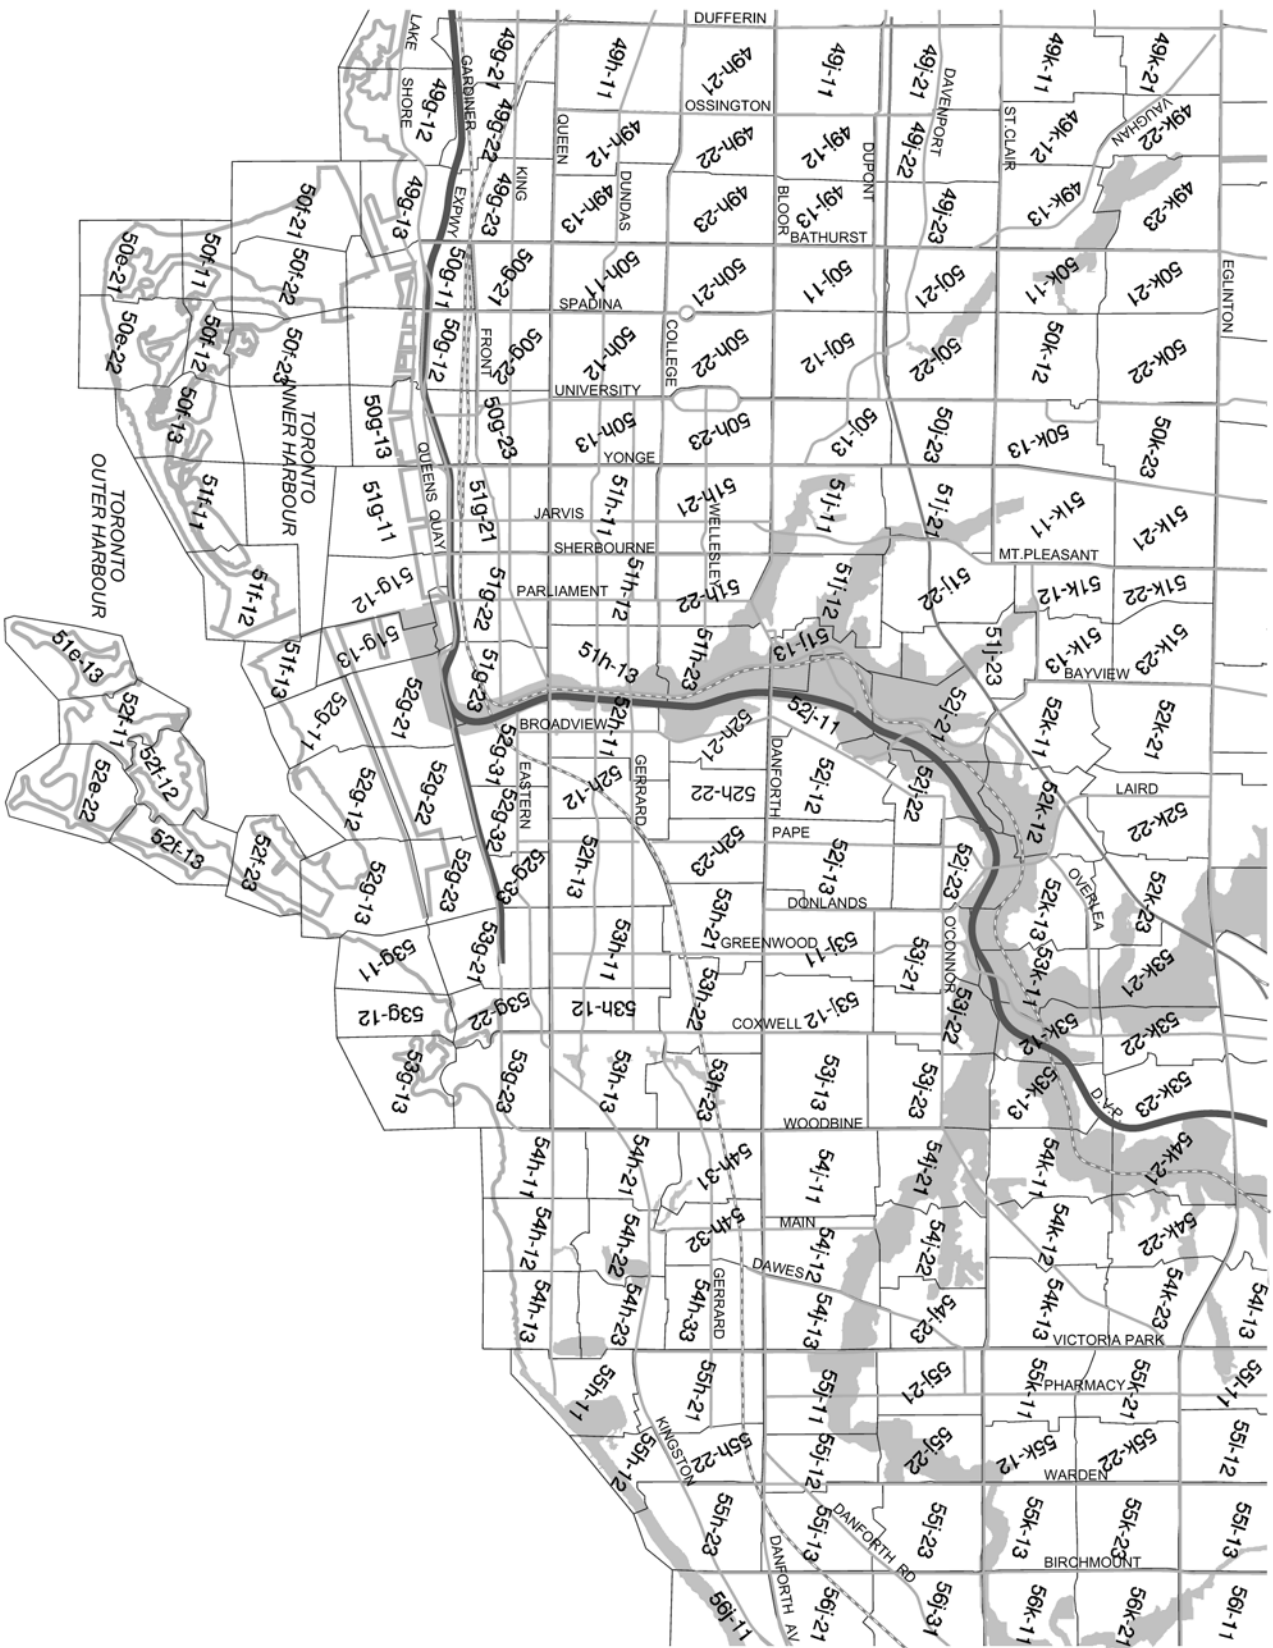 DUFFERIN
LAKE
SHORE
GARDINER
EXPWY
49g-21
49h-11
49h-21
49j-11
49j-21
49k-11
49k-21
DAVENPORT
ST.CLAIR
VAUGHAN
OSSINGTON
49g-12
49g-22
QUEEN
49h-12
49h-22
49j-12
DUPONT
49j-22
49k-12
49k-22
KING
DUNDAS
BLOOR
50f-21
49g-13
49g-23
49h-13
49h-23
49j-13
49j-23
49k-13
49k-23
BATHURST
50e-21
50f-11
50f-22
50g-11
50g-21
50h-11
50h-21
50j-11
50j-21
50k-11
50k-21
EGLINTON
SPADINA
FRONT
COLLEGE
50e-22
50f-12
50f-23
50g-12
50g-22
50h-12
50h-22
50j-12
50j-22
50k-12
50k-22
UNIVERSITY
50f-13
TORONTO
INNER HARBOUR
50g-13
50g-23
50h-13
50h-23
50j-13
50j-23
50k-13
50k-23
YONGE
QUEENS QUAY
TORONTO
OUTER HARBOUR
51f-11
51g-11
51g-21
51h-11
51h-21
51j-11
51j-21
51k-11
51k-21
JARVIS
WELLESLEY
SHERBOURNE
MT.PLEASANT
51f-12
51g-12
51g-22
PARLIAMENT
51h-12
51h-22
51j-12
51j-22
51k-12
51k-22
51e-13
51f-13
51g-13
51g-23
51h-13
51h-23
51j-13
51j-23
51k-13
51k-23
BAYVIEW
52f-11
52g-11
52g-21
BROADVIEW
52h-11
52h-21
52j-11
52j-21
52k-11
52k-21
52g-31
EASTERN
GERRARD
DANFORTH
52e-22
52f-12
52g-12
52g-22
52g-32
52h-12
52h-22
52j-12
52j-22
52k-12
LAIRD
52k-22
PAPE
52f-13
52f-23
52g-13
52g-23
52g-33
52h-13
52h-23
52j-13
52j-23
52k-13
OVERLEA
52k-23
DONLANDS
O'CONNOR
53g-11
53g-21
53h-11
53h-21
GREENWOOD
53j-11
53j-21
53k-11
53k-21
53g-12
53g-22
53h-12
53h-22
COXWELL
53j-12
53j-22
53k-12
53k-22
53g-13
53g-23
53h-13
53h-23
53j-13
53j-23
53k-13
D.V.P.
53k-23
WOODBINE
54h-11
54h-21
54h-31
54j-11
54j-21
54k-11
54k-21
MAIN
54h-12
54h-22
54h-32
54j-12
54j-22
54k-12
54k-22
DAWES
GERRARD
54h-13
54h-23
54h-33
54j-13
54j-23
54k-13
54k-23
54l-13
VICTORIA PARK
55h-11
55h-21
55j-11
55j-21
55k-11
PHARMACY
55k-21
55l-11
KINGSTON
55h-12
55h-22
55j-12
55j-22
55k-12
55k-22
55l-12
WARDEN
55h-23
55j-13
DANFORTH RD
55j-23
55k-13
55k-23
55l-13
BIRCHMOUNT
DANFORTH AV
56j-11
56j-21
56j-31
56k-11
56k-21
56l-11